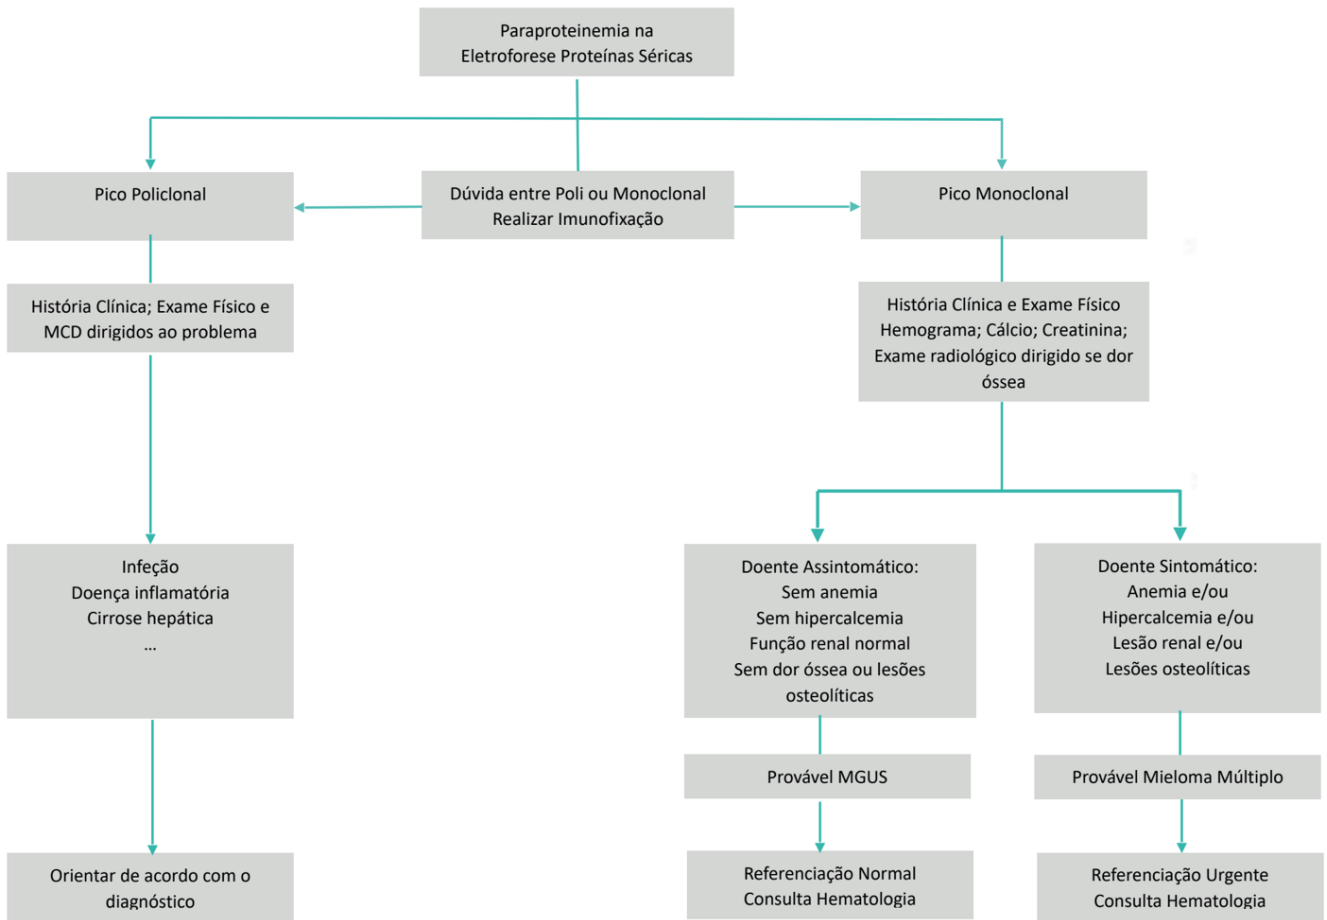 Paraproteinemia na
Eletroforese Proteínas Séricas
Pico Policlonal
Dúvida entre Poli ou Monoclonal
Realizar Imunofixação
Pico Monoclonal
História Clínica; Exame Físico e
MCD dirigidos ao problema
História Clínica e Exame Físico
Hemograma; Cálcio; Creatinina;
Exame radiológico dirigido se dor
óssea
Infeção
Doença inflamatória
Cirrose hepática
...
Doente Assintomático:
Sem anemia
Sem hipercalcemia
Função renal normal
Sem dor óssea ou lesões
osteolíticas
Doente Sintomático:
Anemia e/ou
Hipercalcemia e/ou
Lesão renal e/ou
Lesões osteolíticas
Provável MGUS
Provável Mieloma Múltiplo
Orientar de acordo com o
diagnóstico
Referenciação Normal
Consulta Hematologia
Referenciação Urgente
Consulta Hematologia